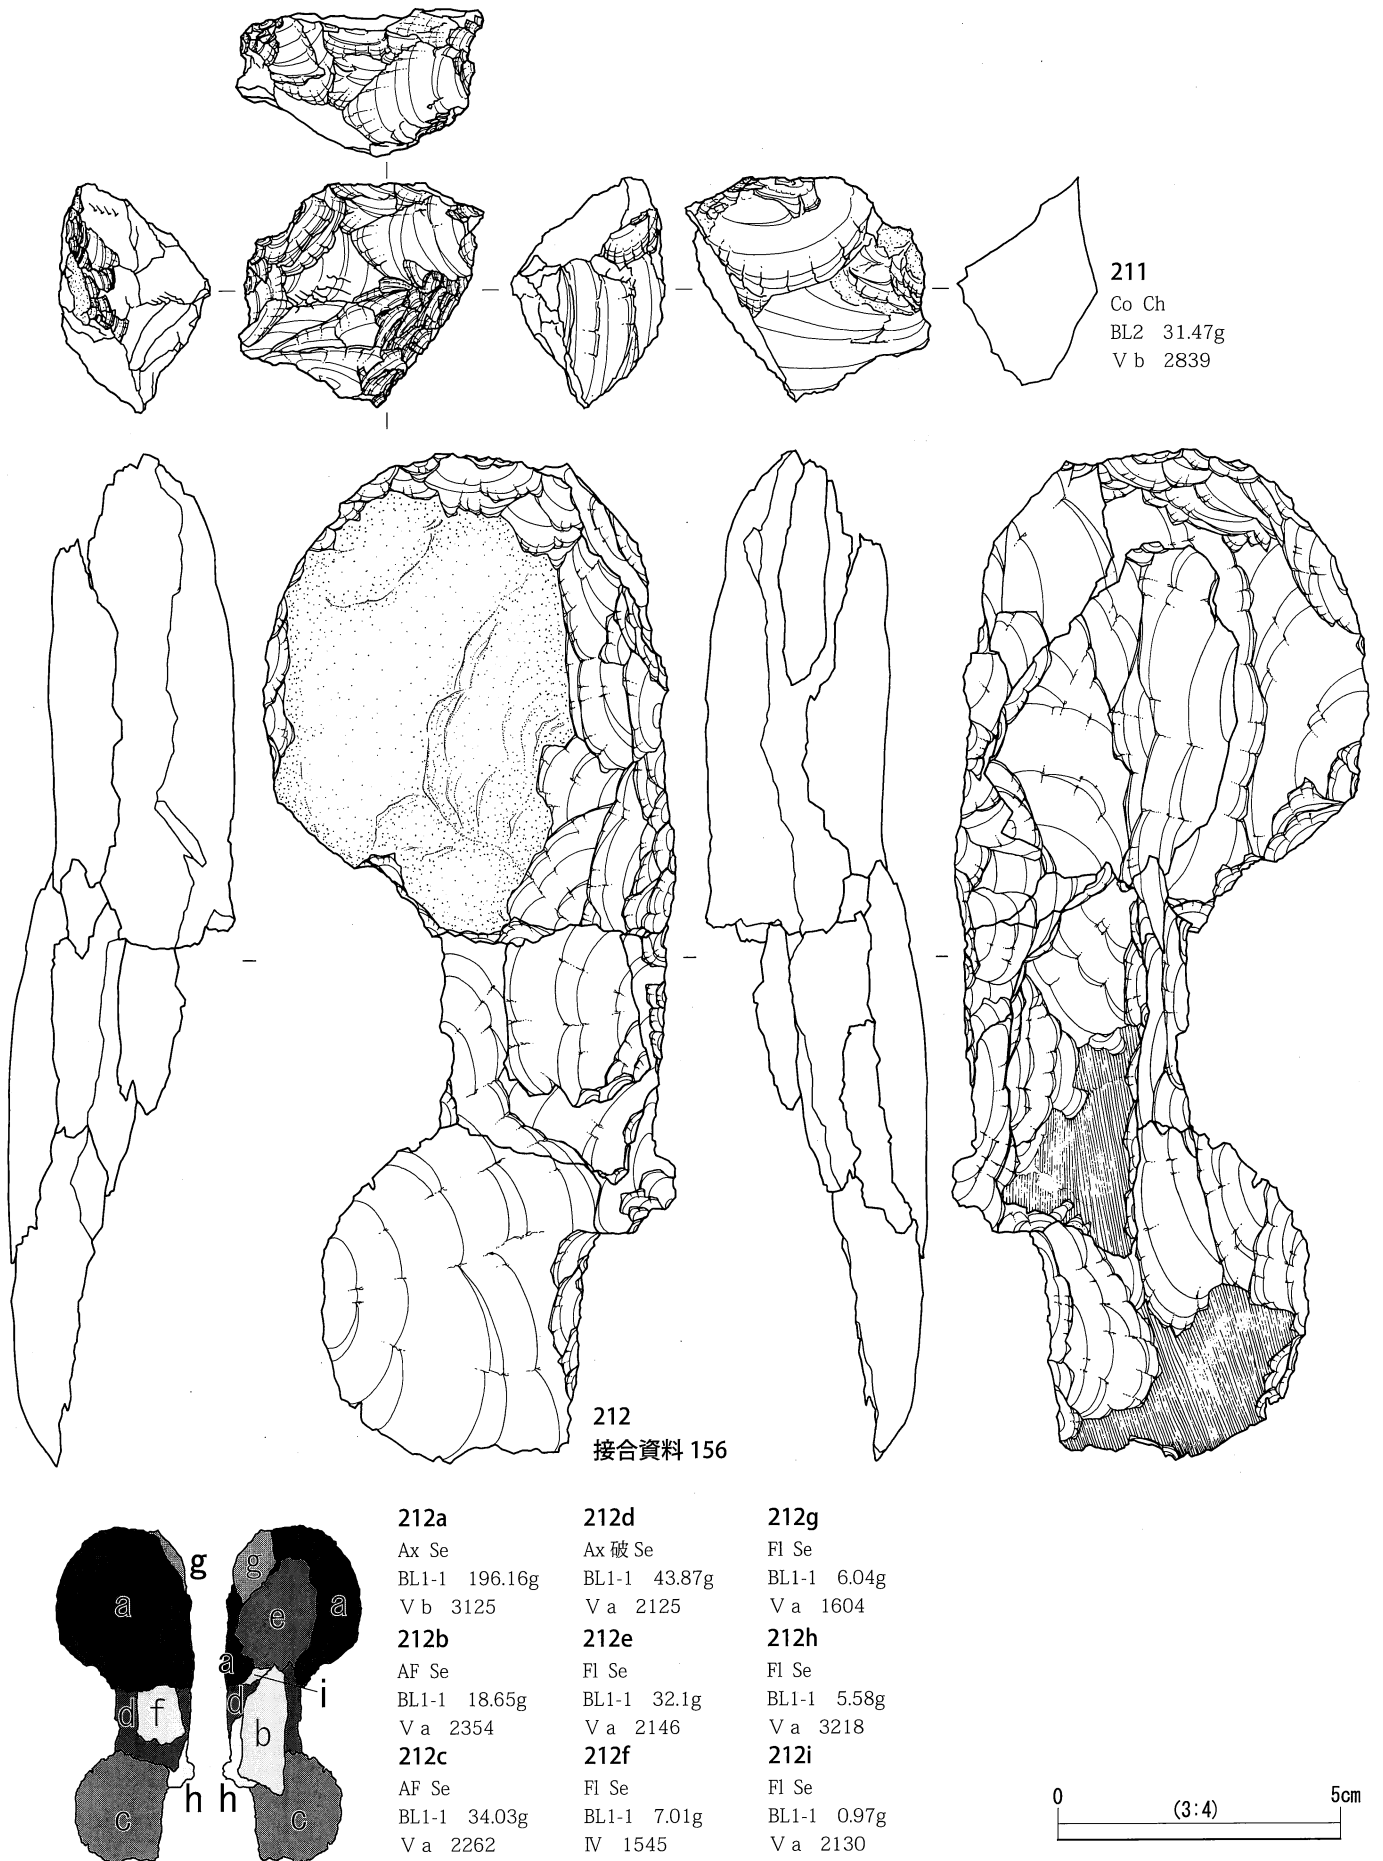 211
Co Ch
BL2 31.47g
Ⅴb 2839
212
接合資料 156
g
g
a
e
a
a
i
d
f
d
b
h
h
c
c
212a
Ax Se
BL1-1 196.16g
Ⅴb 3125
212b
AF Se
BL1-1 18.65g
Ⅴa 2354
212c
AF Se
BL1-1 34.03g
Ⅴa 2262
212d
Ax 破 Se
BL1-1 43.87g
Ⅴa 2125
212e
Fl Se
BL1-1 32.1g
Ⅴa 2146
212f
Fl Se
BL1-1 7.01g
Ⅳ 1545
212g
Fl Se
BL1-1 6.04g
Ⅴa 1604
212h
Fl Se
BL1-1 5.58g
Ⅴa 3218
212i
Fl Se
BL1-1 0.97g
Ⅴa 2130
0 5cm
(3:4)